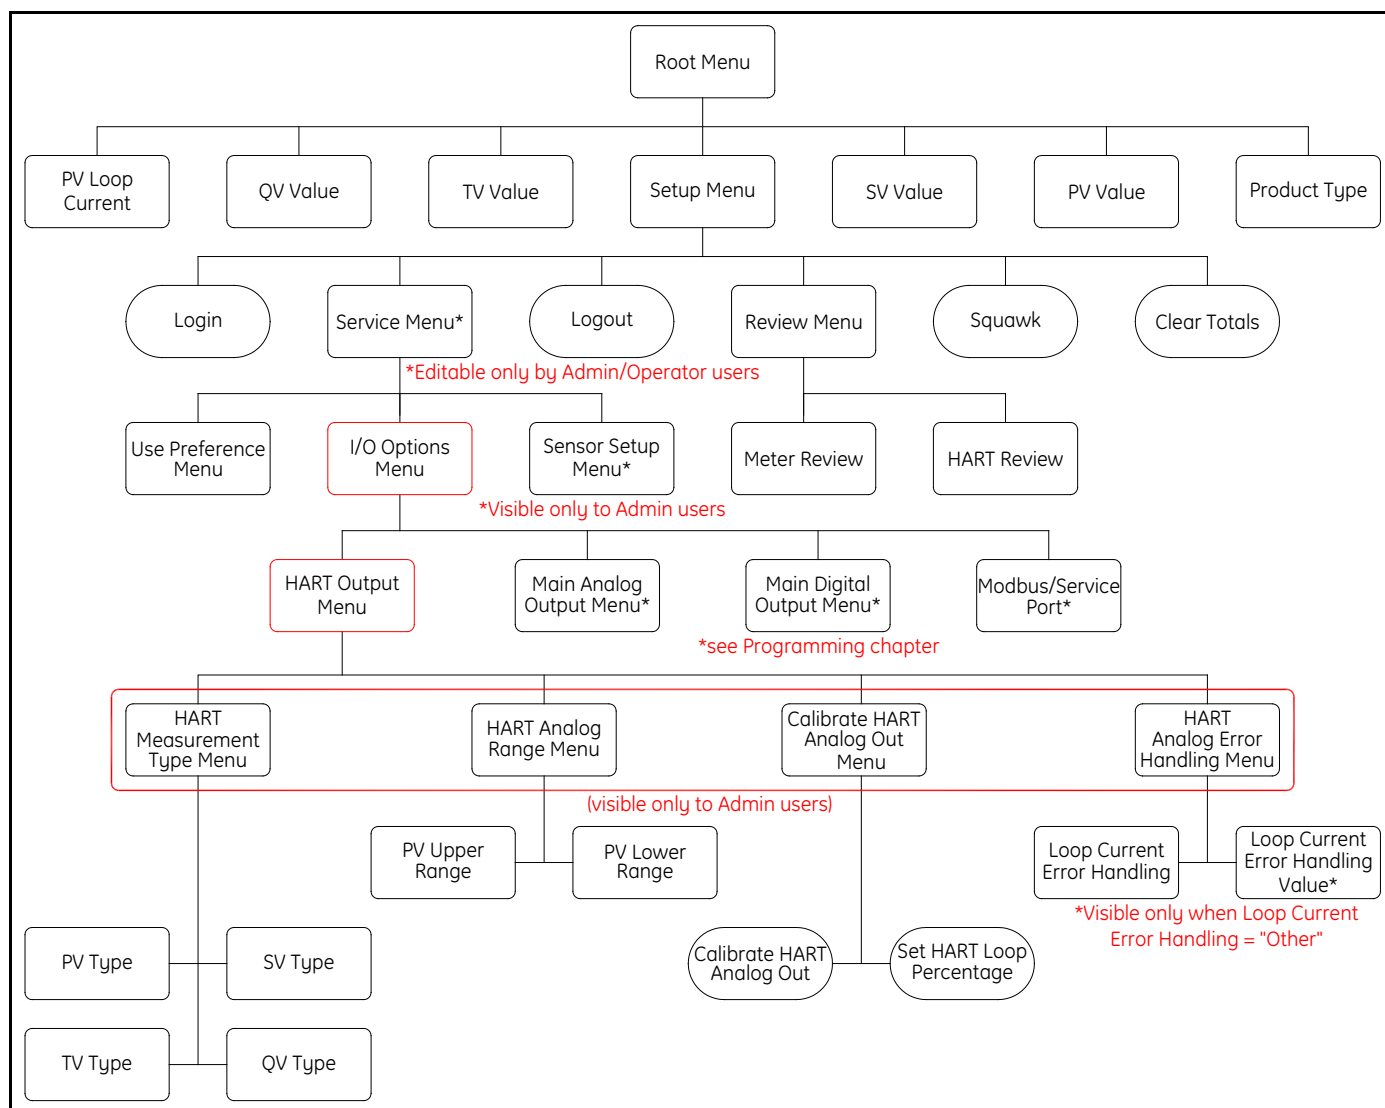 Root Menu
PV Loop
Current
QV Value
TV Value
Setup Menu
SV Value
PV Value
Product Type
Login
Service Menu*
Logout
Review Menu
Squawk
Clear Totals
*Editable only by Admin/Operator users
Use Preference
Menu
I/O Options
Menu
Sensor Setup
Menu*
Meter Review
HART Review
*Visible only to Admin users
HART Output
Menu
Main Analog
Output Menu*
Main Digital
Output Menu*
Modbus/Service
Port*
*see Programming chapter
HART
Measurement
Type Menu
HART Analog
Range Menu
Calibrate HART
Analog Out
Menu
HART
Analog Error
Handling Menu
(visible only to Admin users)
PV Upper
Range
PV Lower
Range
Loop Current
Error Handling
Loop Current
Error Handling
Value*
*Visible only when Loop Current
Error Handling = "Other"
PV Type
SV Type
Calibrate HART
Analog Out
Set HART Loop
Percentage
TV Type
QV Type